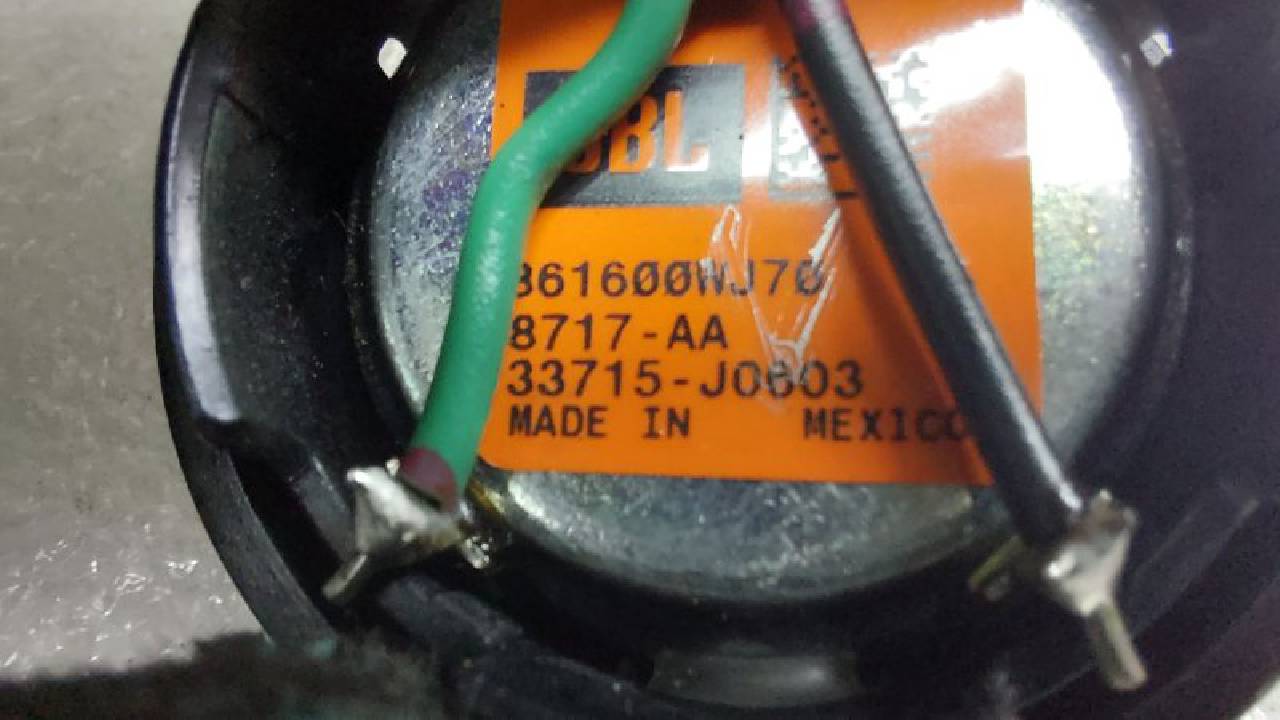 JBL
861600WJ70
8717-AA
33715-J0603
MADE IN MEXICO